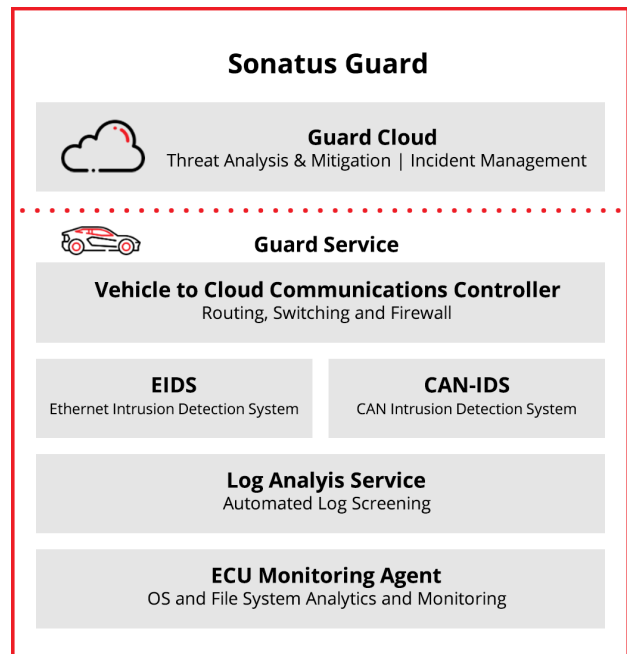 Sonatus Guard
Guard Cloud
Threat Analysis & Mitigation | Incident Management
Guard Service
Vehicle to Cloud Communications Controller
Routing, Switching and Firewall
EIDS
Ethernet Intrusion Detection System
CAN-IDS
CAN Intrusion Detection System
Log Analyis Service
Automated Log Screening
ECU Monitoring Agent
OS and File System Analytics and Monitoring